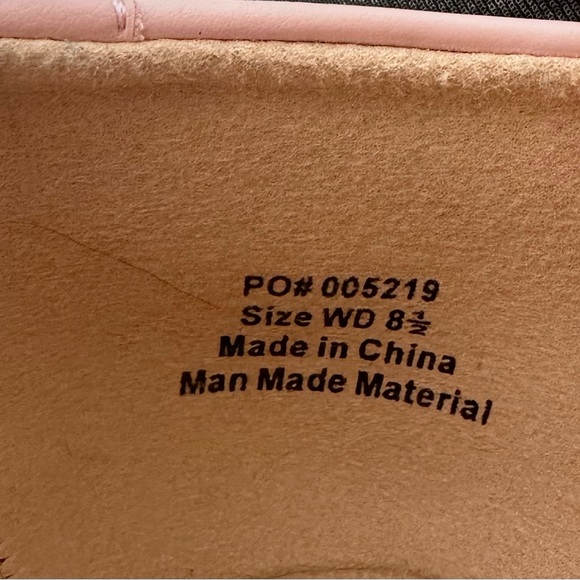 PO# 005219
Size WD 8½
Made in China
Man Made Material